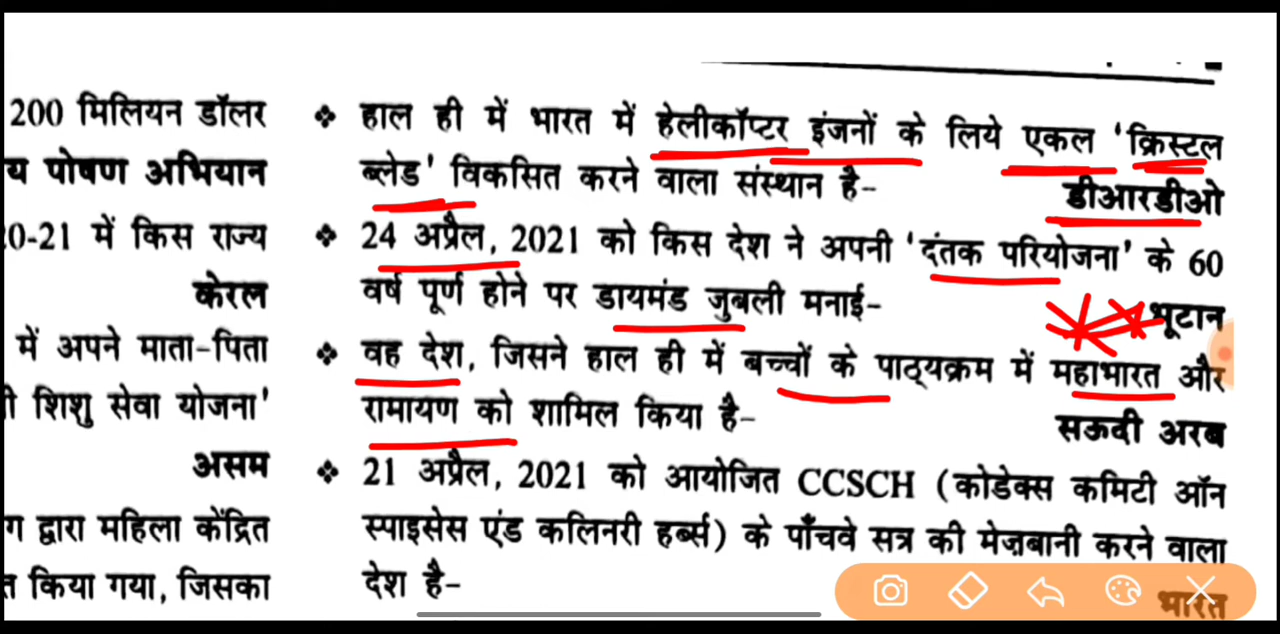 200 मिलियन डॉलर
य पोषण अभियान
0-21 में किस राज्य
केरल
में अपने माता-पिता
शिशु सेवा योजना'
असम
ग द्वारा महिला केंद्रित
त किया गया, जिसका
❖ हाल ही में भारत में हेलीकॉप्टर इंजनों के लिये एकल 'क्रिस्टल
ब्लेड' विकसित करने वाला संस्थान है-
डीआरडीओ
❖ 24 अप्रैल, 2021 को किस देश ने अपनी 'दंतक परियोजना' के 60
वर्ष पूर्ण होने पर डायमंड जुबली मनाई-
भूटान
❖ वह देश, जिसने हाल ही में बच्चों के पाठ्यक्रम में महाभारत और
रामायण को शामिल किया है-
सऊदी अरब
❖ 21 अप्रैल, 2021 को आयोजित CCSCH (कोडेक्स कमिटी ऑन
स्पाइसेस एंड कलिनरी हर्ब्स) के पाँचवे सत्र की मेज़बानी करने वाला
देश है-
भारत